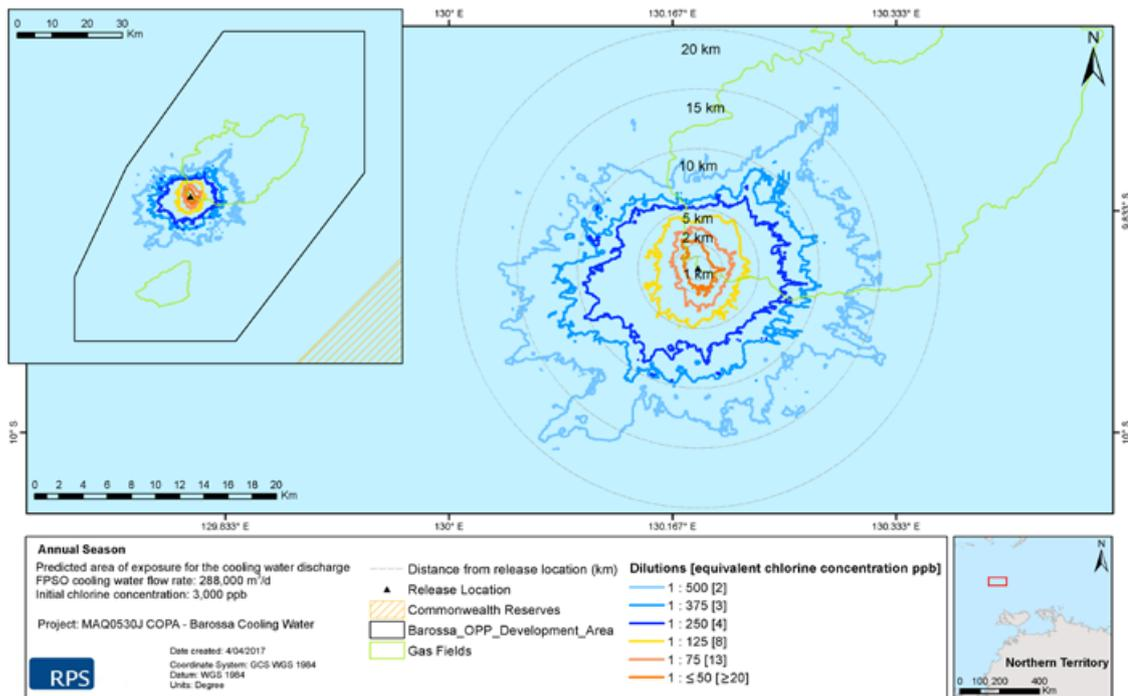 0 10 20 30
Km
130° E
130.167° E
130.333° E
N
20 km
15 km
10 km
5 km
2 km
1 km
9.833° S
10° S
10° S
0 2 4 6 8 10 12 14 16 18 20
Km
129.833° E
130° E
130.167° E
130.333° E
Annual Season
Predicted area of exposure for the cooling water discharge
FPSO cooling water flow rate: 288,000 m³/d
Initial chlorine concentration: 3,000 ppb
Project: MAQ0530J COPA - Barossa Cooling Water
Date created: 4/04/2017
Coordinate System: GCS WGS 1984
Datum: WGS 1984
Units: Degree
RPS
Distance from release location (km)
Release Location
Commonwealth Reserves
Barossa_OPP_Development_Area
Gas Fields
Dilutions [equivalent chlorine concentration ppb]
1 : 500 [2]
1 : 375 [3]
1 : 250 [4]
1 : 125 [8]
1 : 75 [13]
1 : ≤ 50 [≥20]
N
Northern Territory
0 100 200 400
Km